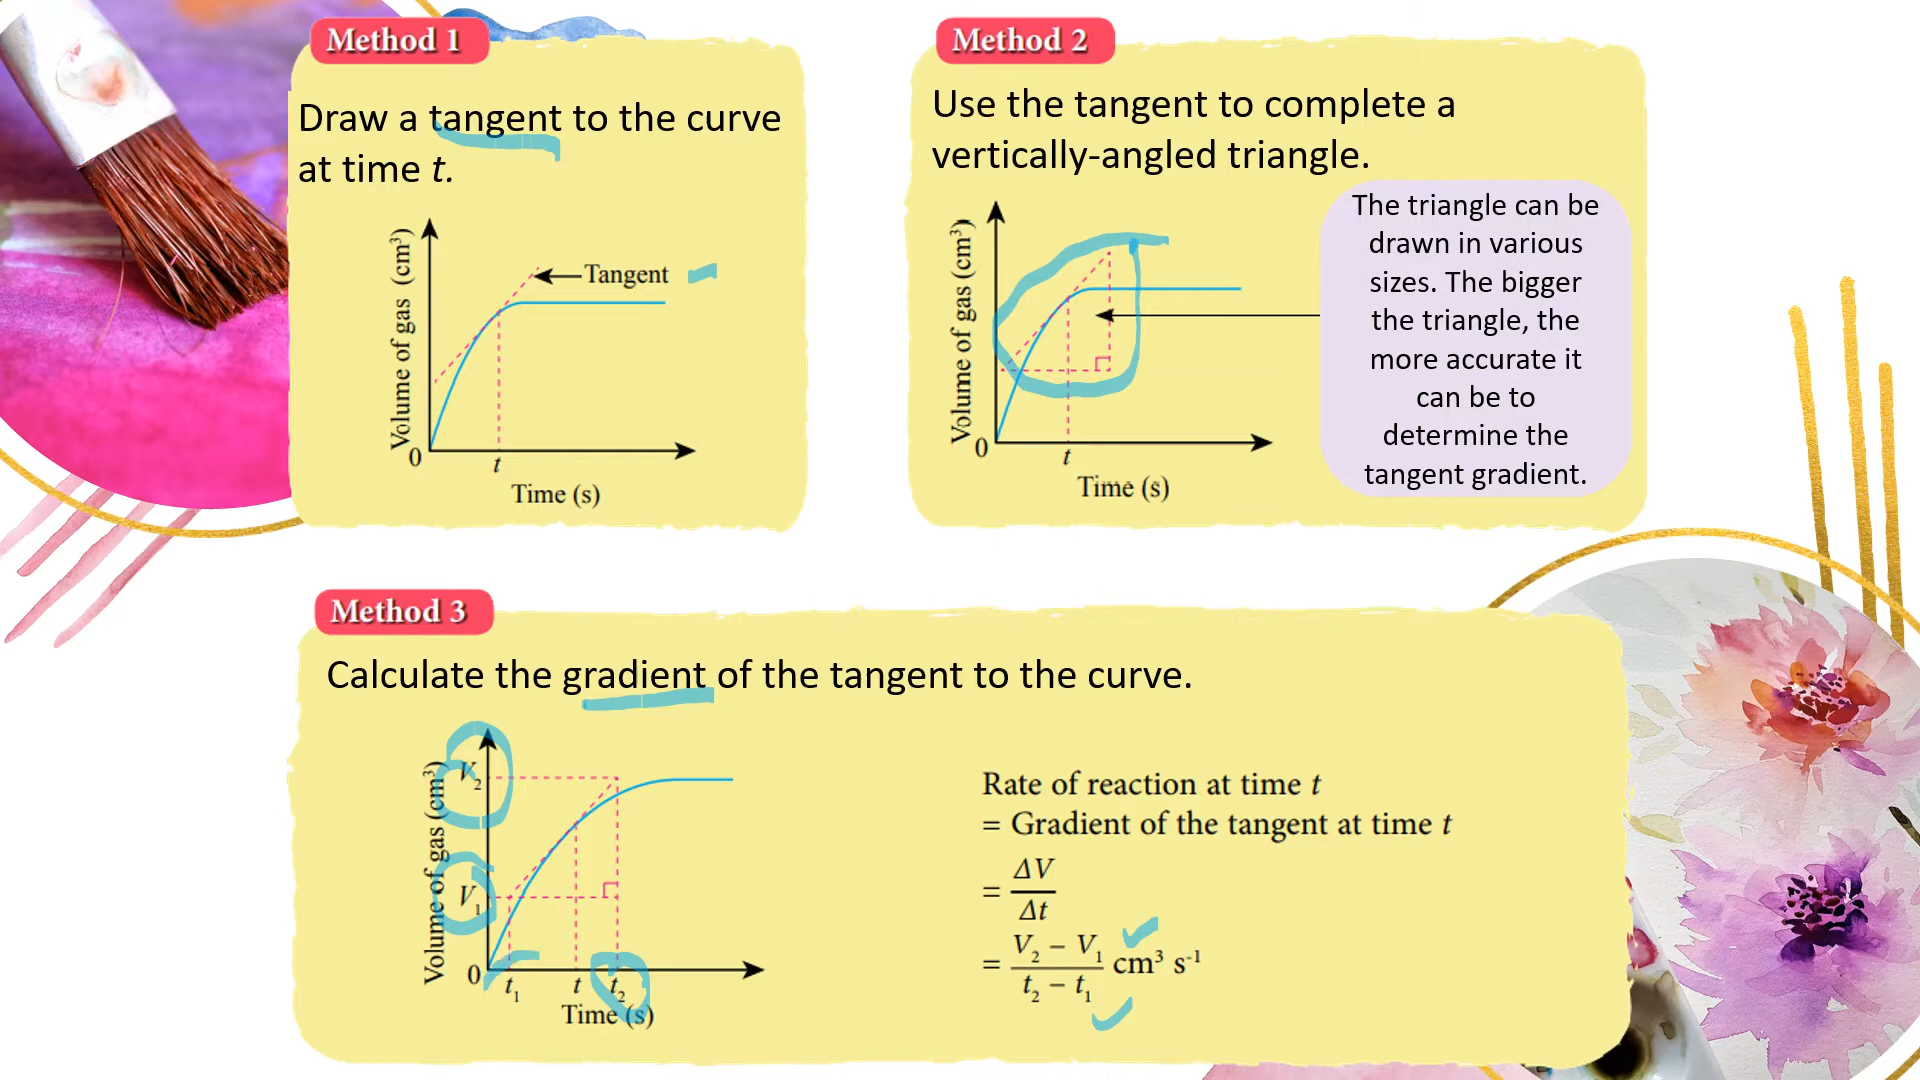 Method 1
Draw a tangent to the curve
at time t.
Volume of gas (cm³)
Tangent
0
t
Time (s)
Method 2
Use the tangent to complete a
vertically-angled triangle.
Volume of gas (cm³)
0
t
Time (s)
The triangle can be
drawn in various
sizes. The bigger
the triangle, the
more accurate it
can be to
determine the
tangent gradient.
Method 3
Calculate the gradient of the tangent to the curve.
Volume of gas (cm³)
V₂
V₁
0
t₁ t t₂
Time (s)
Rate of reaction at time t
= Gradient of the tangent at time t
= ΔV/Δt
= (V₂ − V₁)/(t₂ − t₁) cm³ s⁻¹